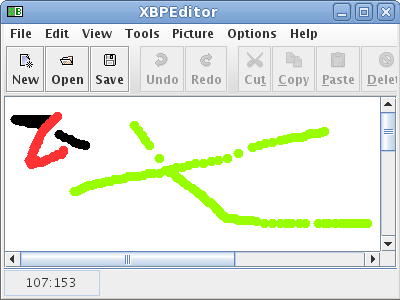 XBPEditor
File Edit View Tools Picture Options Help
New Open Save Undo Redo Cut Copy Paste Delet
107:153